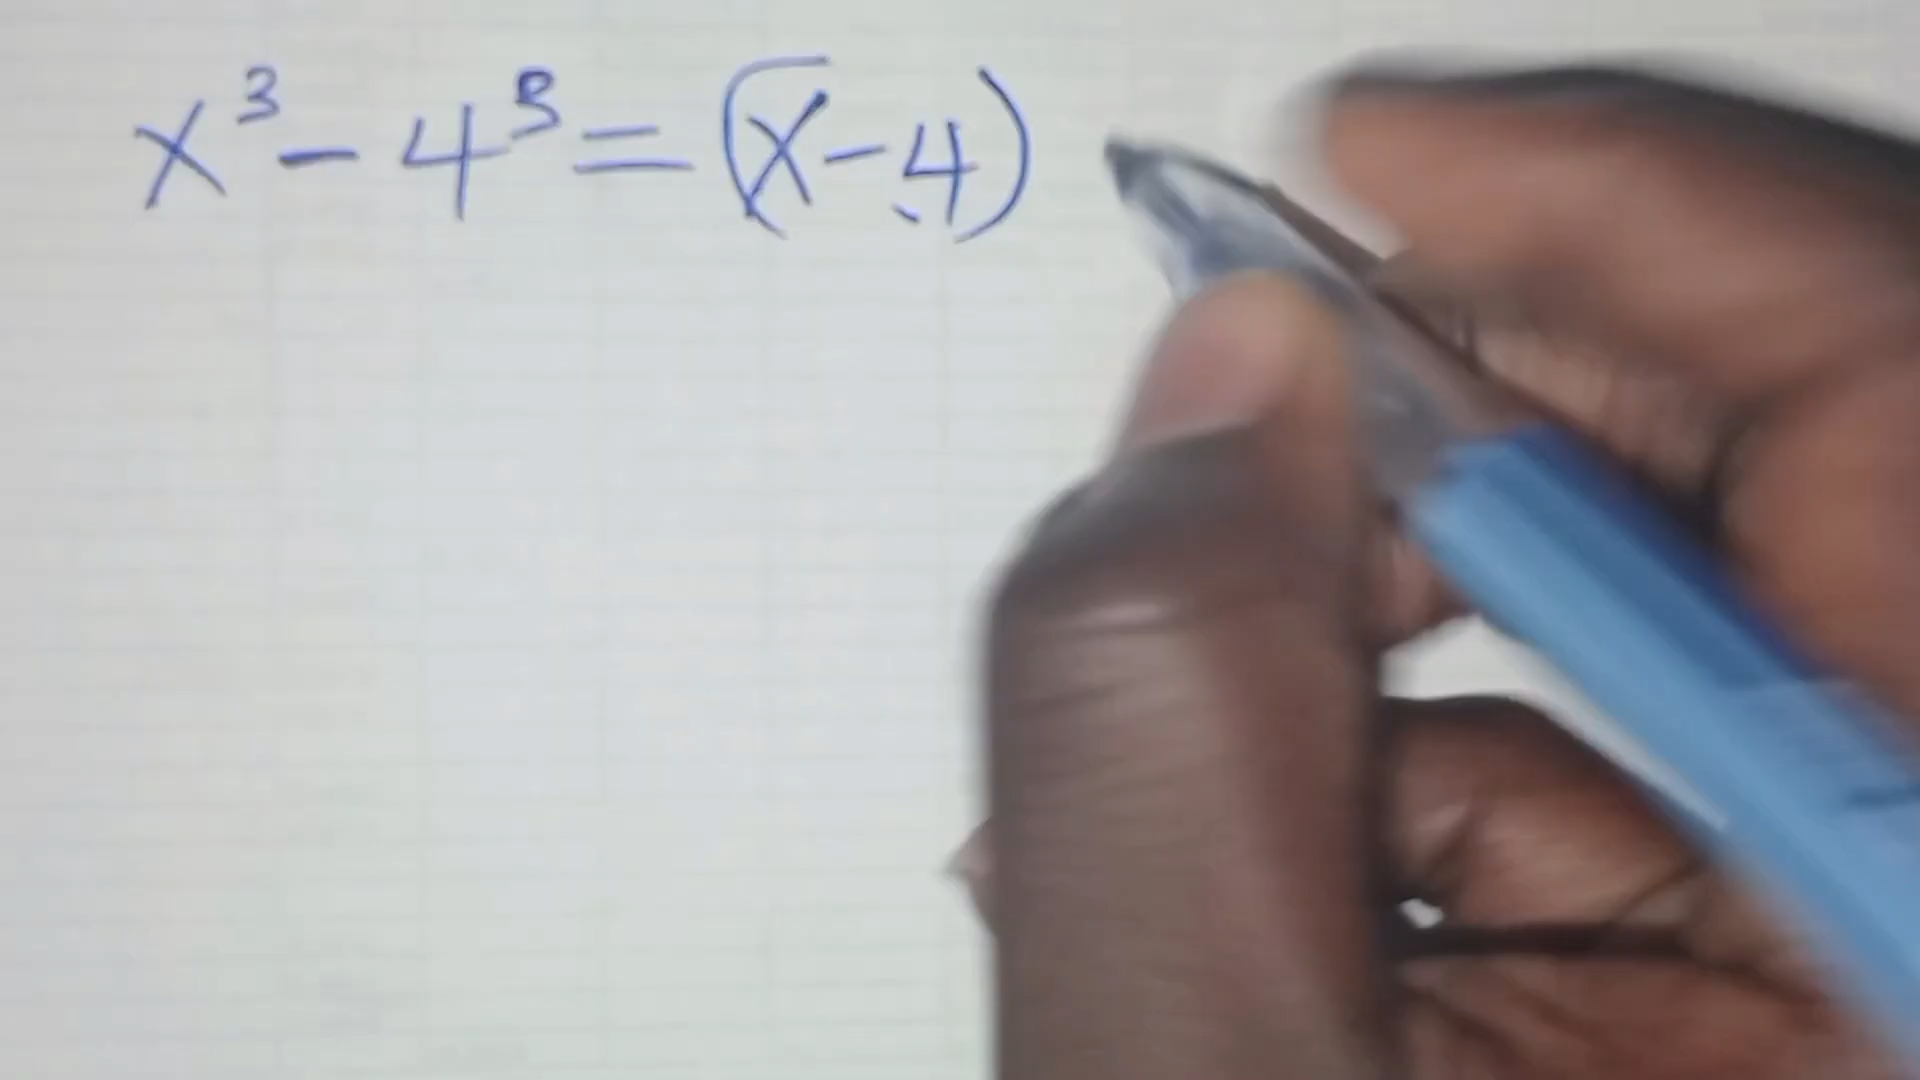 x³ - 4³ = (x - 4)